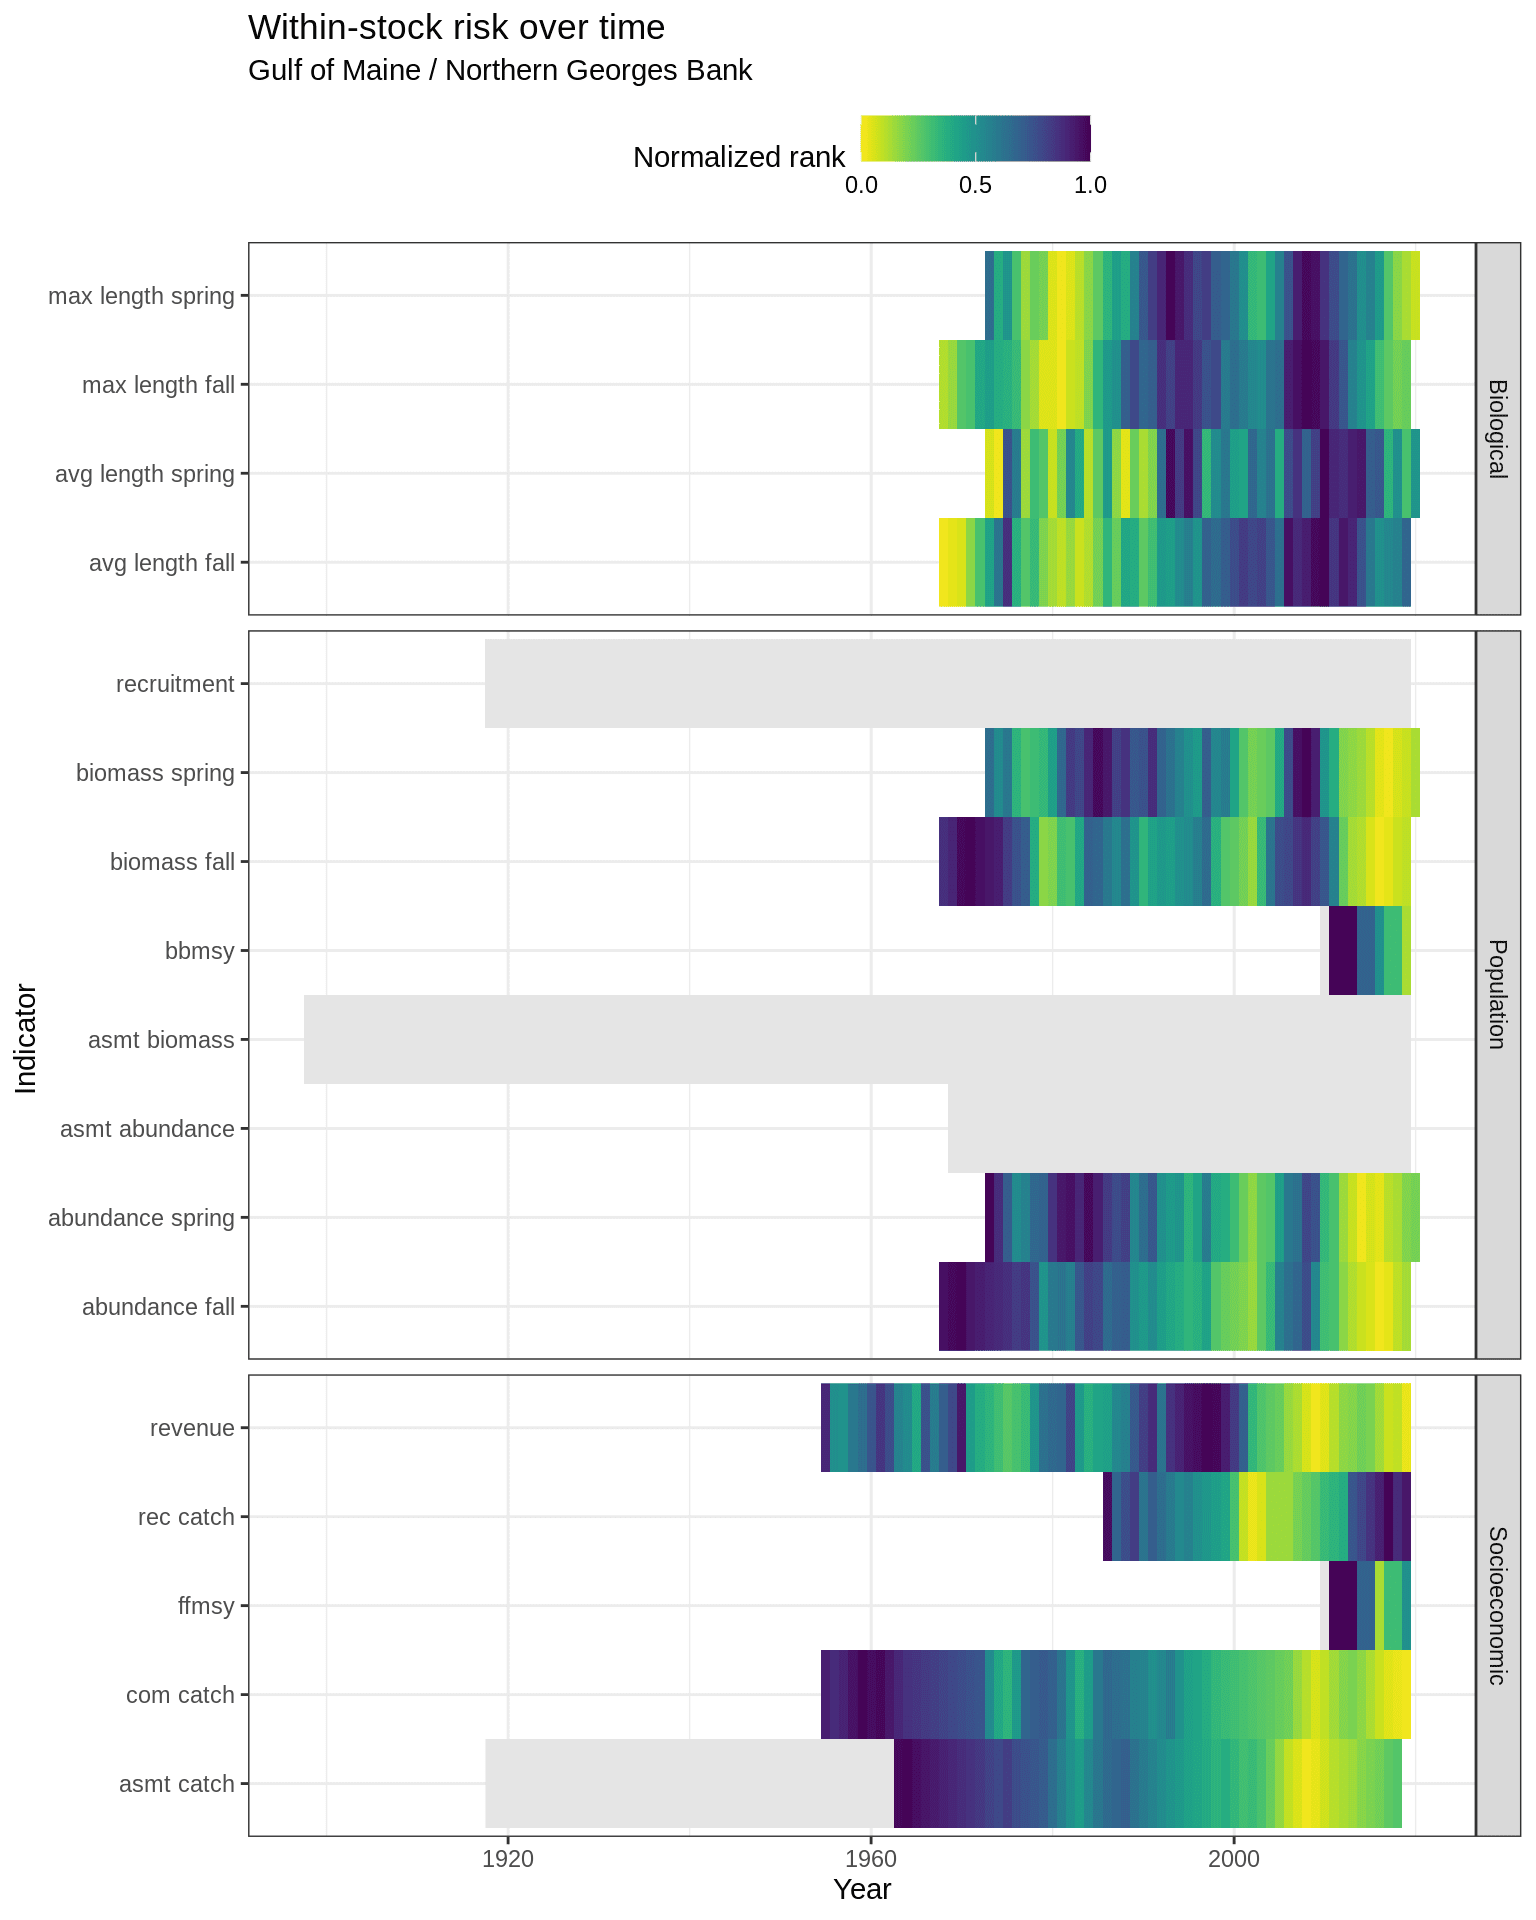 Within-stock risk over time
Gulf of Maine / Northern Georges Bank
Normalized rank
0.0 0.5 1.0
max length spring
max length fall
avg length spring
avg length fall
Biological
recruitment
biomass spring
biomass fall
bbmsy
asmt biomass
asmt abundance
abundance spring
abundance fall
Population
Indicator
revenue
rec catch
ffmsy
com catch
asmt catch
Socioeconomic
1920 1960 2000
Year